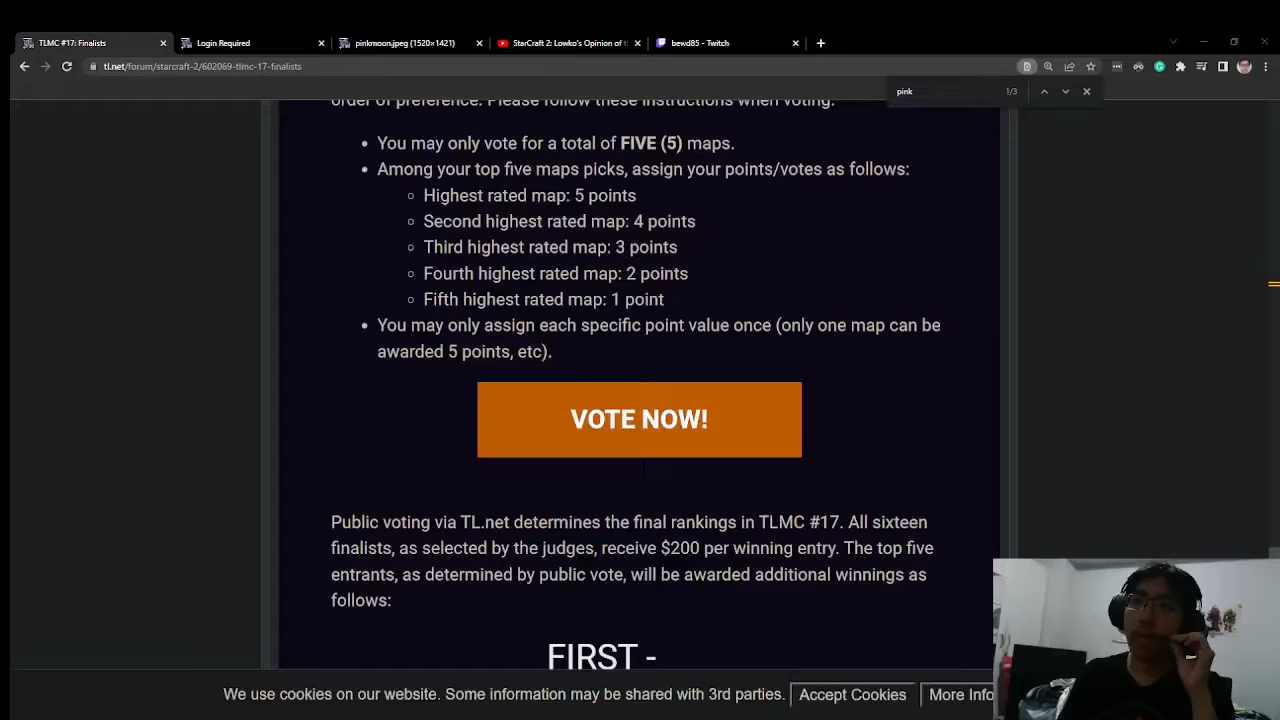 TL TLMC #17: Finalists
Login Required
pinkmoon.jpeg (1520×1421)
StarCraft 2: Lowko's Opinion of t
bewd85 - Twitch
tl.net/forum/starcraft-2/602069-tlmc-17-finalists
pink 1/3
order of preference. Please follow these instructions when voting:
• You may only vote for a total of FIVE (5) maps.
• Among your top five maps picks, assign your points/votes as follows:
○ Highest rated map: 5 points
○ Second highest rated map: 4 points
○ Third highest rated map: 3 points
○ Fourth highest rated map: 2 points
○ Fifth highest rated map: 1 point
• You may only assign each specific point value once (only one map can be
awarded 5 points, etc).
VOTE NOW!
Public voting via TL.net determines the final rankings in TLMC #17. All sixteen
finalists, as selected by the judges, receive $200 per winning entry. The top five
entrants, as determined by public vote, will be awarded additional winnings as
follows:
FIRST -
We use cookies on our website. Some information may be shared with 3rd parties. Accept Cookies More Info